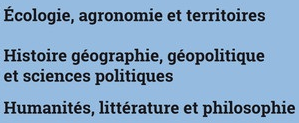 Écologie, agronomie et territoires
Histoire géographie, géopolitique
et sciences politiques
Humanités, littérature et philosophie